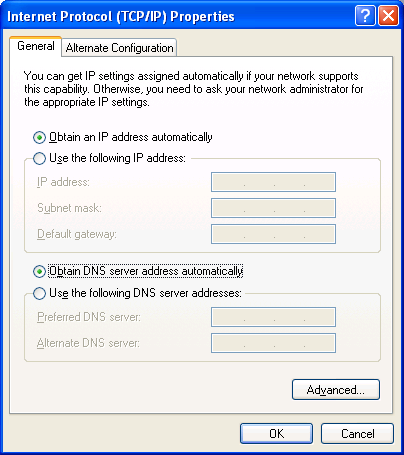 Internet Protocol (TCP/IP) Properties
General
Alternate Configuration
You can get IP settings assigned automatically if your network supports
this capability. Otherwise, you need to ask your network administrator for
the appropriate IP settings.
Obtain an IP address automatically
Use the following IP address:
IP address:
Subnet mask:
Default gateway:
Obtain DNS server address automatically
Use the following DNS server addresses:
Preferred DNS server:
Alternate DNS server:
Advanced...
OK
Cancel